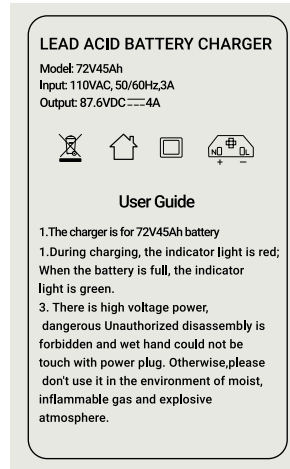 LEAD ACID BATTERY CHARGER
Model: 72V45Ah
Input: 110VAC, 50/60Hz,3A
Output: 87.6VDC⎓4A
N L
+ −
User Guide
1.The charger is for 72V45Ah battery
1.During charging, the indicator light is red;
When the battery is full, the indicator
light is green.
3. There is high voltage power,
dangerous Unauthorized disassembly is
forbidden and wet hand could not be
touch with power plug. Otherwise,please
don't use it in the environment of moist,
inflammable gas and explosive
atmosphere.